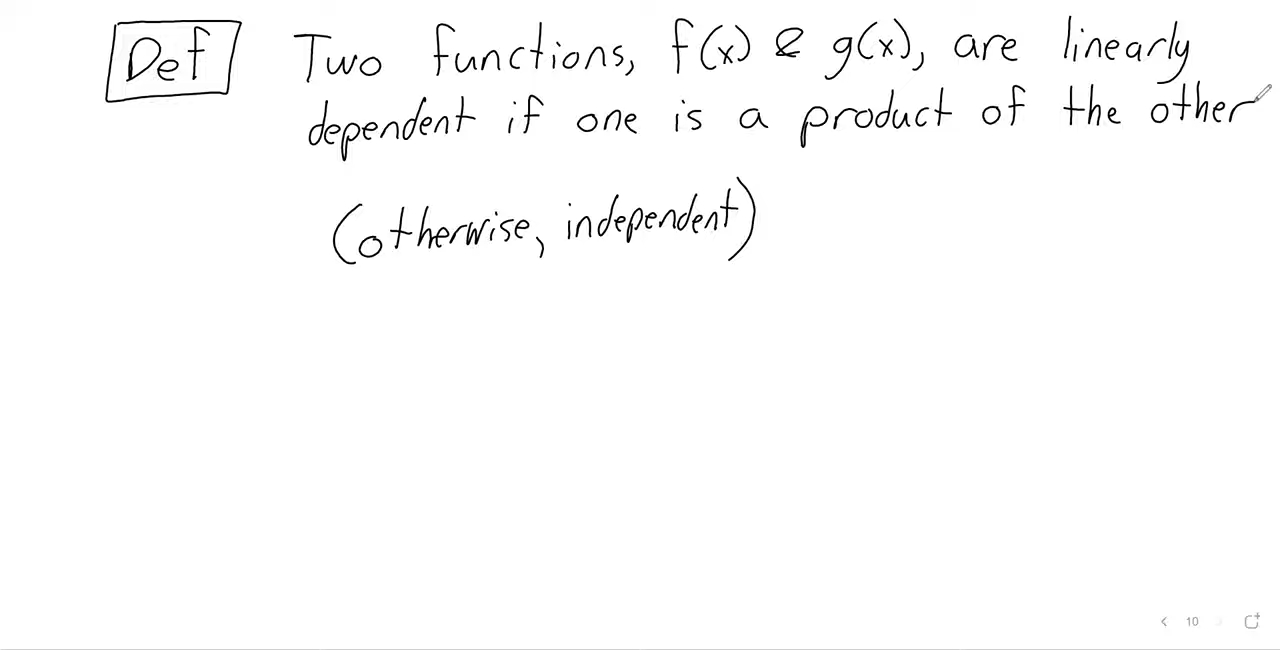 Def Two functions, f(x) & g(x), are linearly
dependent if one is a product of the other
(otherwise, independent)
10